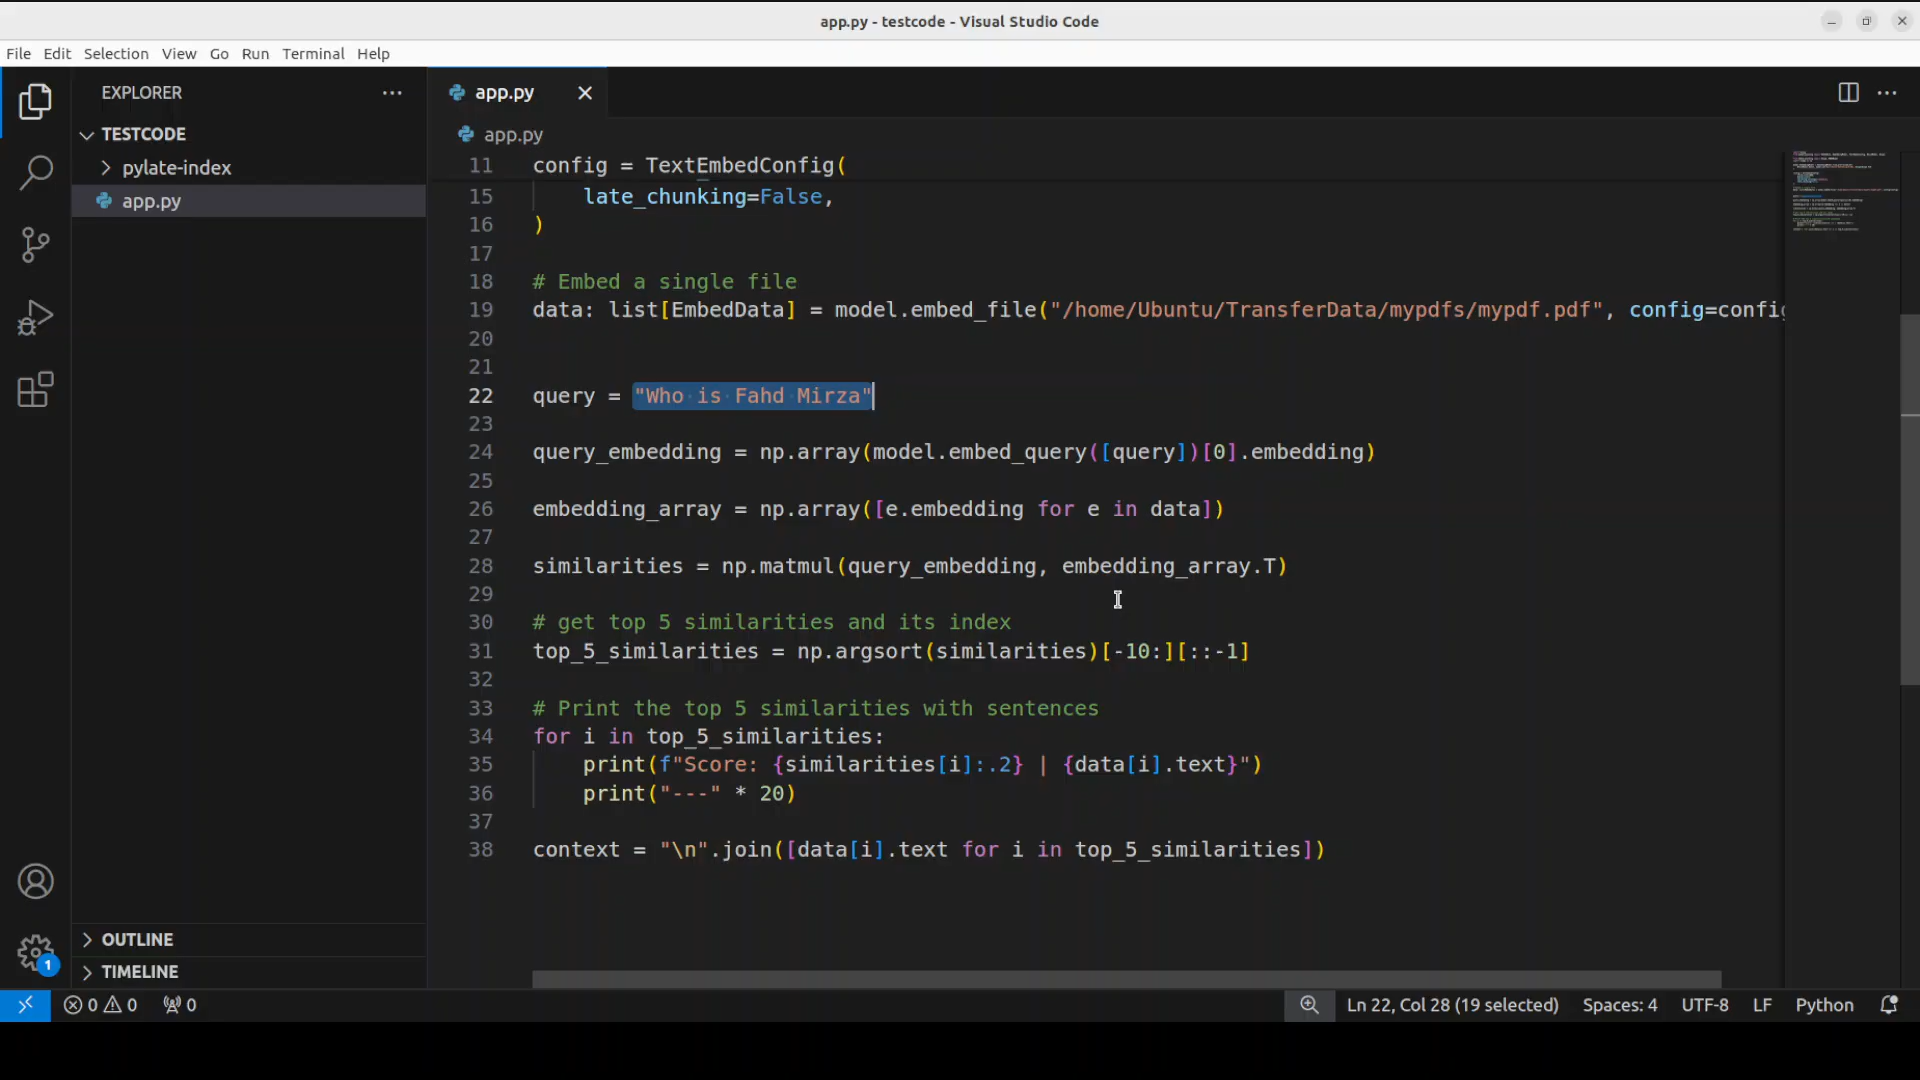 app.py - testcode - Visual Studio Code
File Edit Selection View Go Run Terminal Help
EXPLORER
TESTCODE
pylate-index
app.py
OUTLINE
TIMELINE
app.py
app.py
11 config = TextEmbedConfig(
15 late_chunking=False,
16 )
17
18 # Embed a single file
19 data: list[EmbedData] = model.embed_file("/home/Ubuntu/TransferData/mypdfs/mypdf.pdf", config=config
20
21
22 query = "Who is Fahd Mirza"
23
24 query_embedding = np.array(model.embed_query([query])[0].embedding)
25
26 embedding_array = np.array([e.embedding for e in data])
27
28 similarities = np.matmul(query_embedding, embedding_array.T)
29
30 # get top 5 similarities and its index
31 top_5_similarities = np.argsort(similarities)[-10:][::-1]
32
33 # Print the top 5 similarities with sentences
34 for i in top_5_similarities:
35 print(f"Score: {similarities[i]:.2} | {data[i].text}")
36 print("---" * 20)
37
38 context = "\n".join([data[i].text for i in top_5_similarities])
1
0 0 0 Ln 22, Col 28 (19 selected) Spaces: 4 UTF-8 LF Python